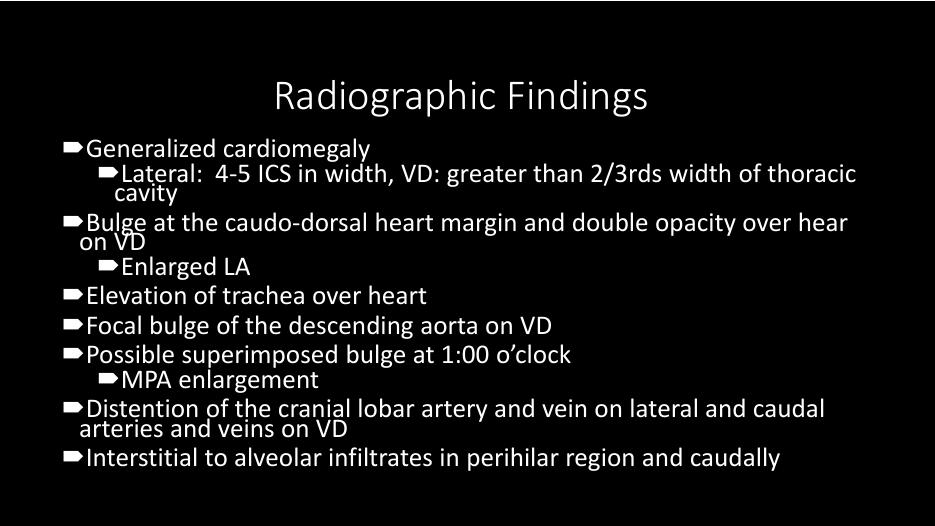 Radiographic Findings
Generalized cardiomegaly
Lateral:  4-5 ICS in width, VD: greater than 2/3rds width of thoracic
cavity
Bulge at the caudo-dorsal heart margin and double opacity over hear
on VD
Enlarged LA
Elevation of trachea over heart
Focal bulge of the descending aorta on VD
Possible superimposed bulge at 1:00 o’clock
MPA enlargement
Distention of the cranial lobar artery and vein on lateral and caudal
arteries and veins on VD
Interstitial to alveolar infiltrates in perihilar region and caudally